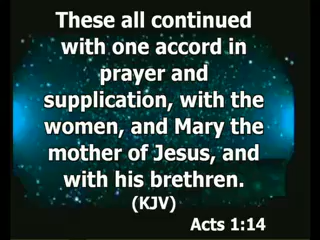 These all continued
with one accord in
prayer and
supplication, with the
women, and Mary the
mother of Jesus, and
with his brethren.
(KJV)
Acts 1:14